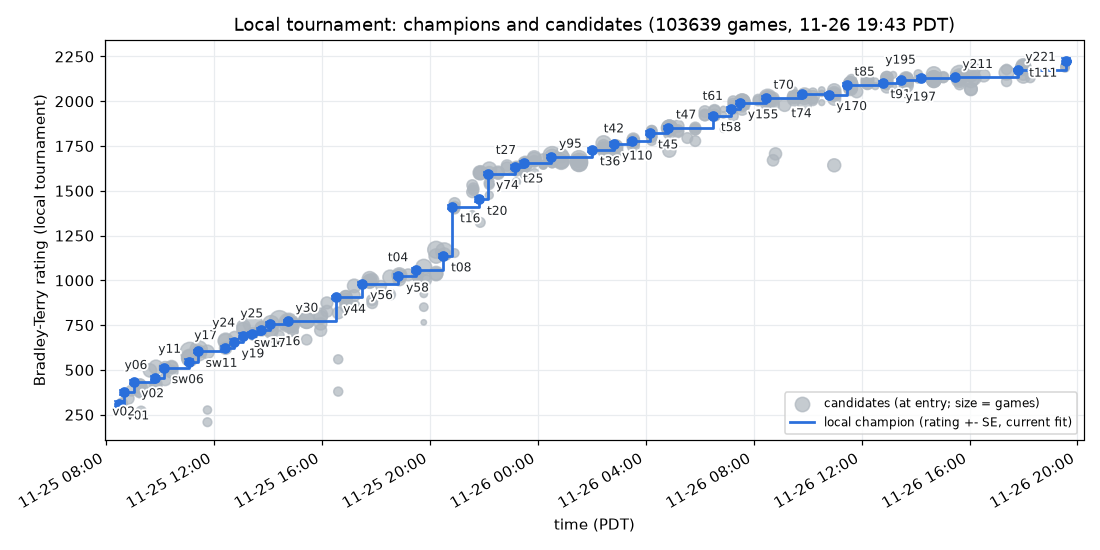 Local tournament: champions and candidates (103639 games, 11-26 19:43 PDT)
Bradley-Terry rating (local tournament)
2250
2000
1750
1500
1250
1000
750
500
250
y221
y211
y195
t111
t85
y197
t70
y170
t61
t74
y155
t47
t58
t42
t45
y110
t36
y95
t27
t25
y74
t20
t16
t04
t08
y58
y56
y30
y44
y25
y24
y17
y19
y11
sw11
y06
sw06
y02
candidates (at entry; size = games)
local champion (rating +- SE, current fit)
11-25 08:00
11-25 12:00
11-25 16:00
11-25 20:00
11-26 00:00
11-26 04:00
11-26 08:00
11-26 12:00
11-26 16:00
11-26 20:00
time (PDT)